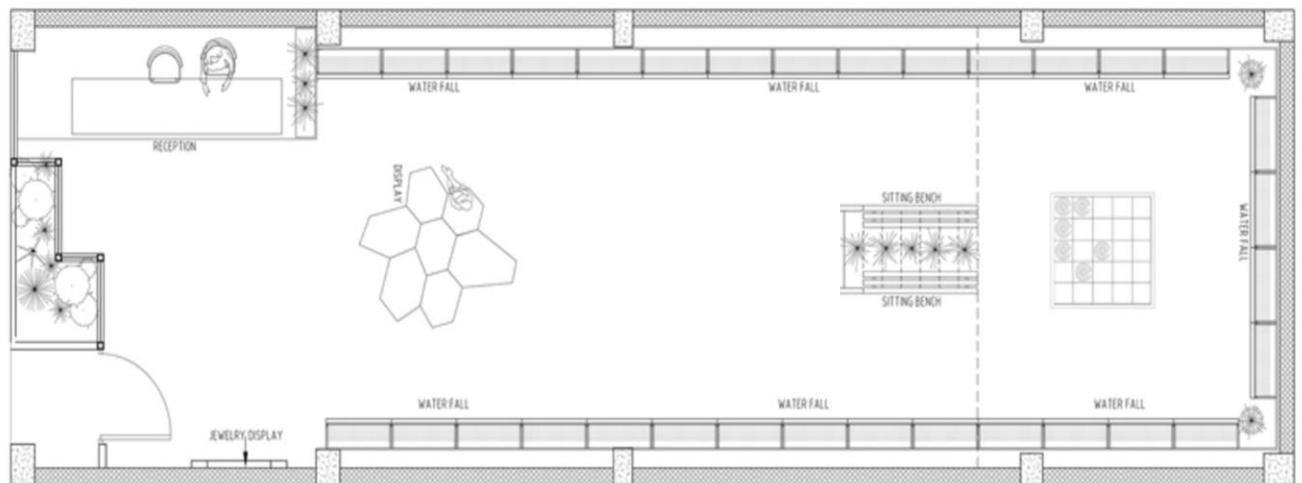 WATER FALL
WATER FALL
WATER FALL
RECEPTION
DISPLAY
SITTING BENCH
WATER FALL
SITTING BENCH
WATER FALL
WATER FALL
WATER FALL
JEWELRY DISPLAY